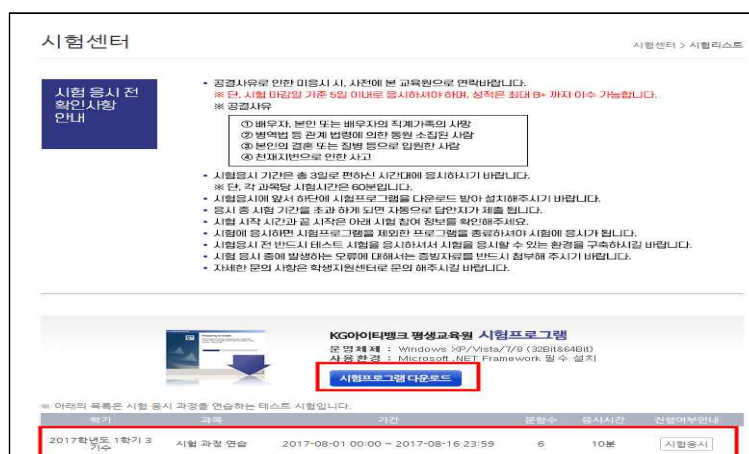 시험센터
시험센터 > 시험리스트
시험 응시 전
확인사항
안내
• 공결사유로 인한 미응시 시, 사전에 본 교육원으로 연락바랍니다.
※ 단, 시험 마감일 기준 5일 이내로 응시하셔야 하며, 성적은 최대 B+ 까지 이수 가능합니다.
※ 공결사유
① 배우자, 본인 또는 배우자의 직계가족의 사망
② 병역법 등 관계 법령에 의한 동원 소집된 사람
③ 본인의 결혼 또는 질병 등으로 입원한 사람
④ 천재지변으로 인한 사고
• 시험응시 기간은 총 3일로 편하신 시간대에 응시하시기 바랍니다.
※ 단, 각 과목당 시험시간은 60분입니다.
• 시험응시에 앞서 하단에 시험프로그램을 다운로드 받아 설치해주시기 바랍니다.
• 응시 중 시험 기간을 초과 하게 되면 자동으로 답안지가 제출 됩니다.
• 시험 시작 시간과 끝 시작은 아래 시험 참여 정보를 확인해주세요.
• 시험에 응시하면 시험프로그램을 제외한 프로그램을 종료하셔야 시험에 응시가 됩니다.
• 시험응시 전 반드시 테스트 시험을 응시하셔서 시험을 응시할 수 있는 환경을 구축하시길 바랍니다.
• 시험 응시 중에 발생하는 오류에 대해서는 증빙자료를 반드시 첨부해 주시기 바랍니다.
• 자세한 문의 사항은 학생지원센터로 문의 해주시길 바랍니다.
KG아이티뱅크 평생교육원 시험프로그램
운영체제 : Windows XP/Vista/7/8 (32Bit&64Bit)
사용환경 : Microsoft .NET Framework 필수 설치
시험프로그램 다운로드
※ 아래의 목록은 시험 응시 과정을 연습하는 테스트 시험입니다.
학기 과목 기간 문항수 응시시간 진행여부안내
2017학년도 1학기 3기수 시험 과정 연습 2017-08-01 00:00 ~ 2017-08-16 23:59 6 10분 시험응시